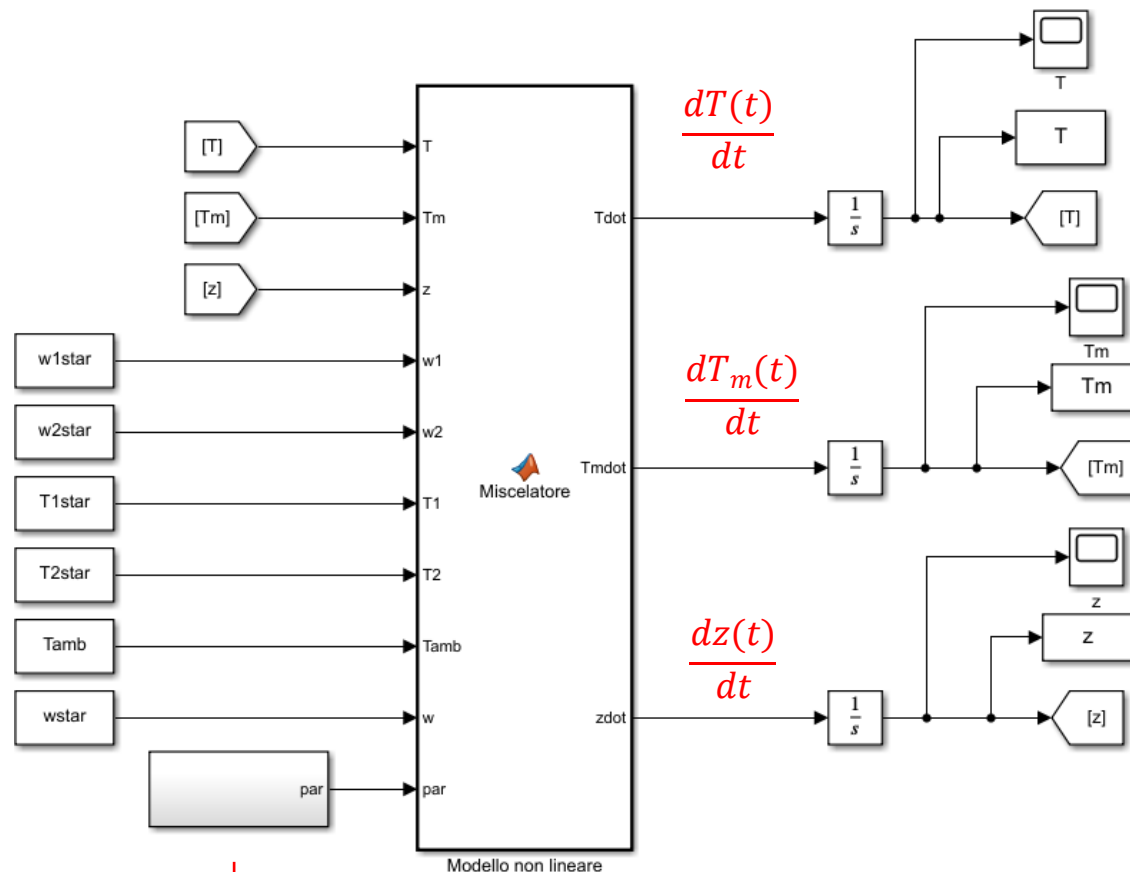 [T]
[Tm]
[z]
w1star
w2star
T1star
T2star
Tamb
wstar
par
T
Tm
z
w1
w2
T1
T2
Tamb
w
par
Miscelatore
Tdot
Tmdot
zdot
Modello non lineare
dT(t)
dt
1
s
T
T
[T]
dTₘ(t)
dt
1
s
Tm
Tm
[Tm]
dz(t)
dt
1
s
z
z
[z]